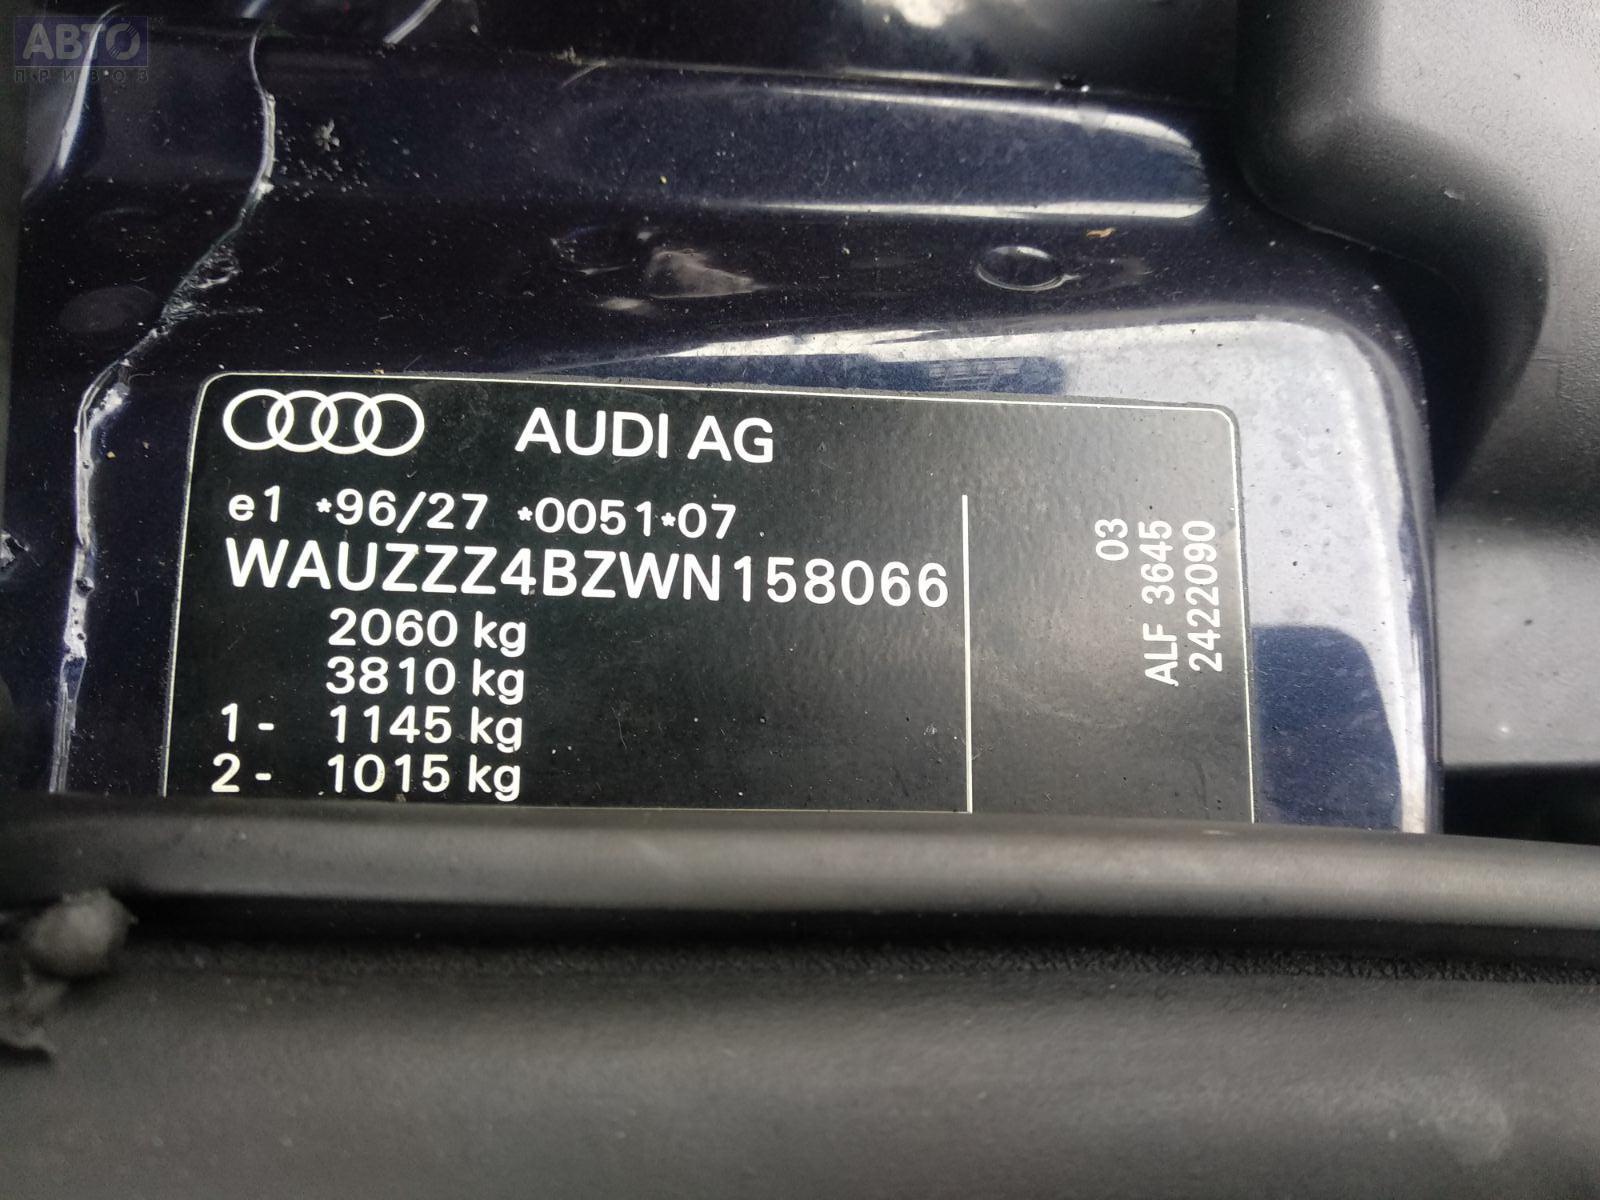 АВТО
ПРИВОЗ
AUDI AG
e1 *96/27 *0051*07
WAUZZZ4BZWN158066
2060 kg
3810 kg
1- 1145 kg
2- 1015 kg
03
ALF 3645
24220090